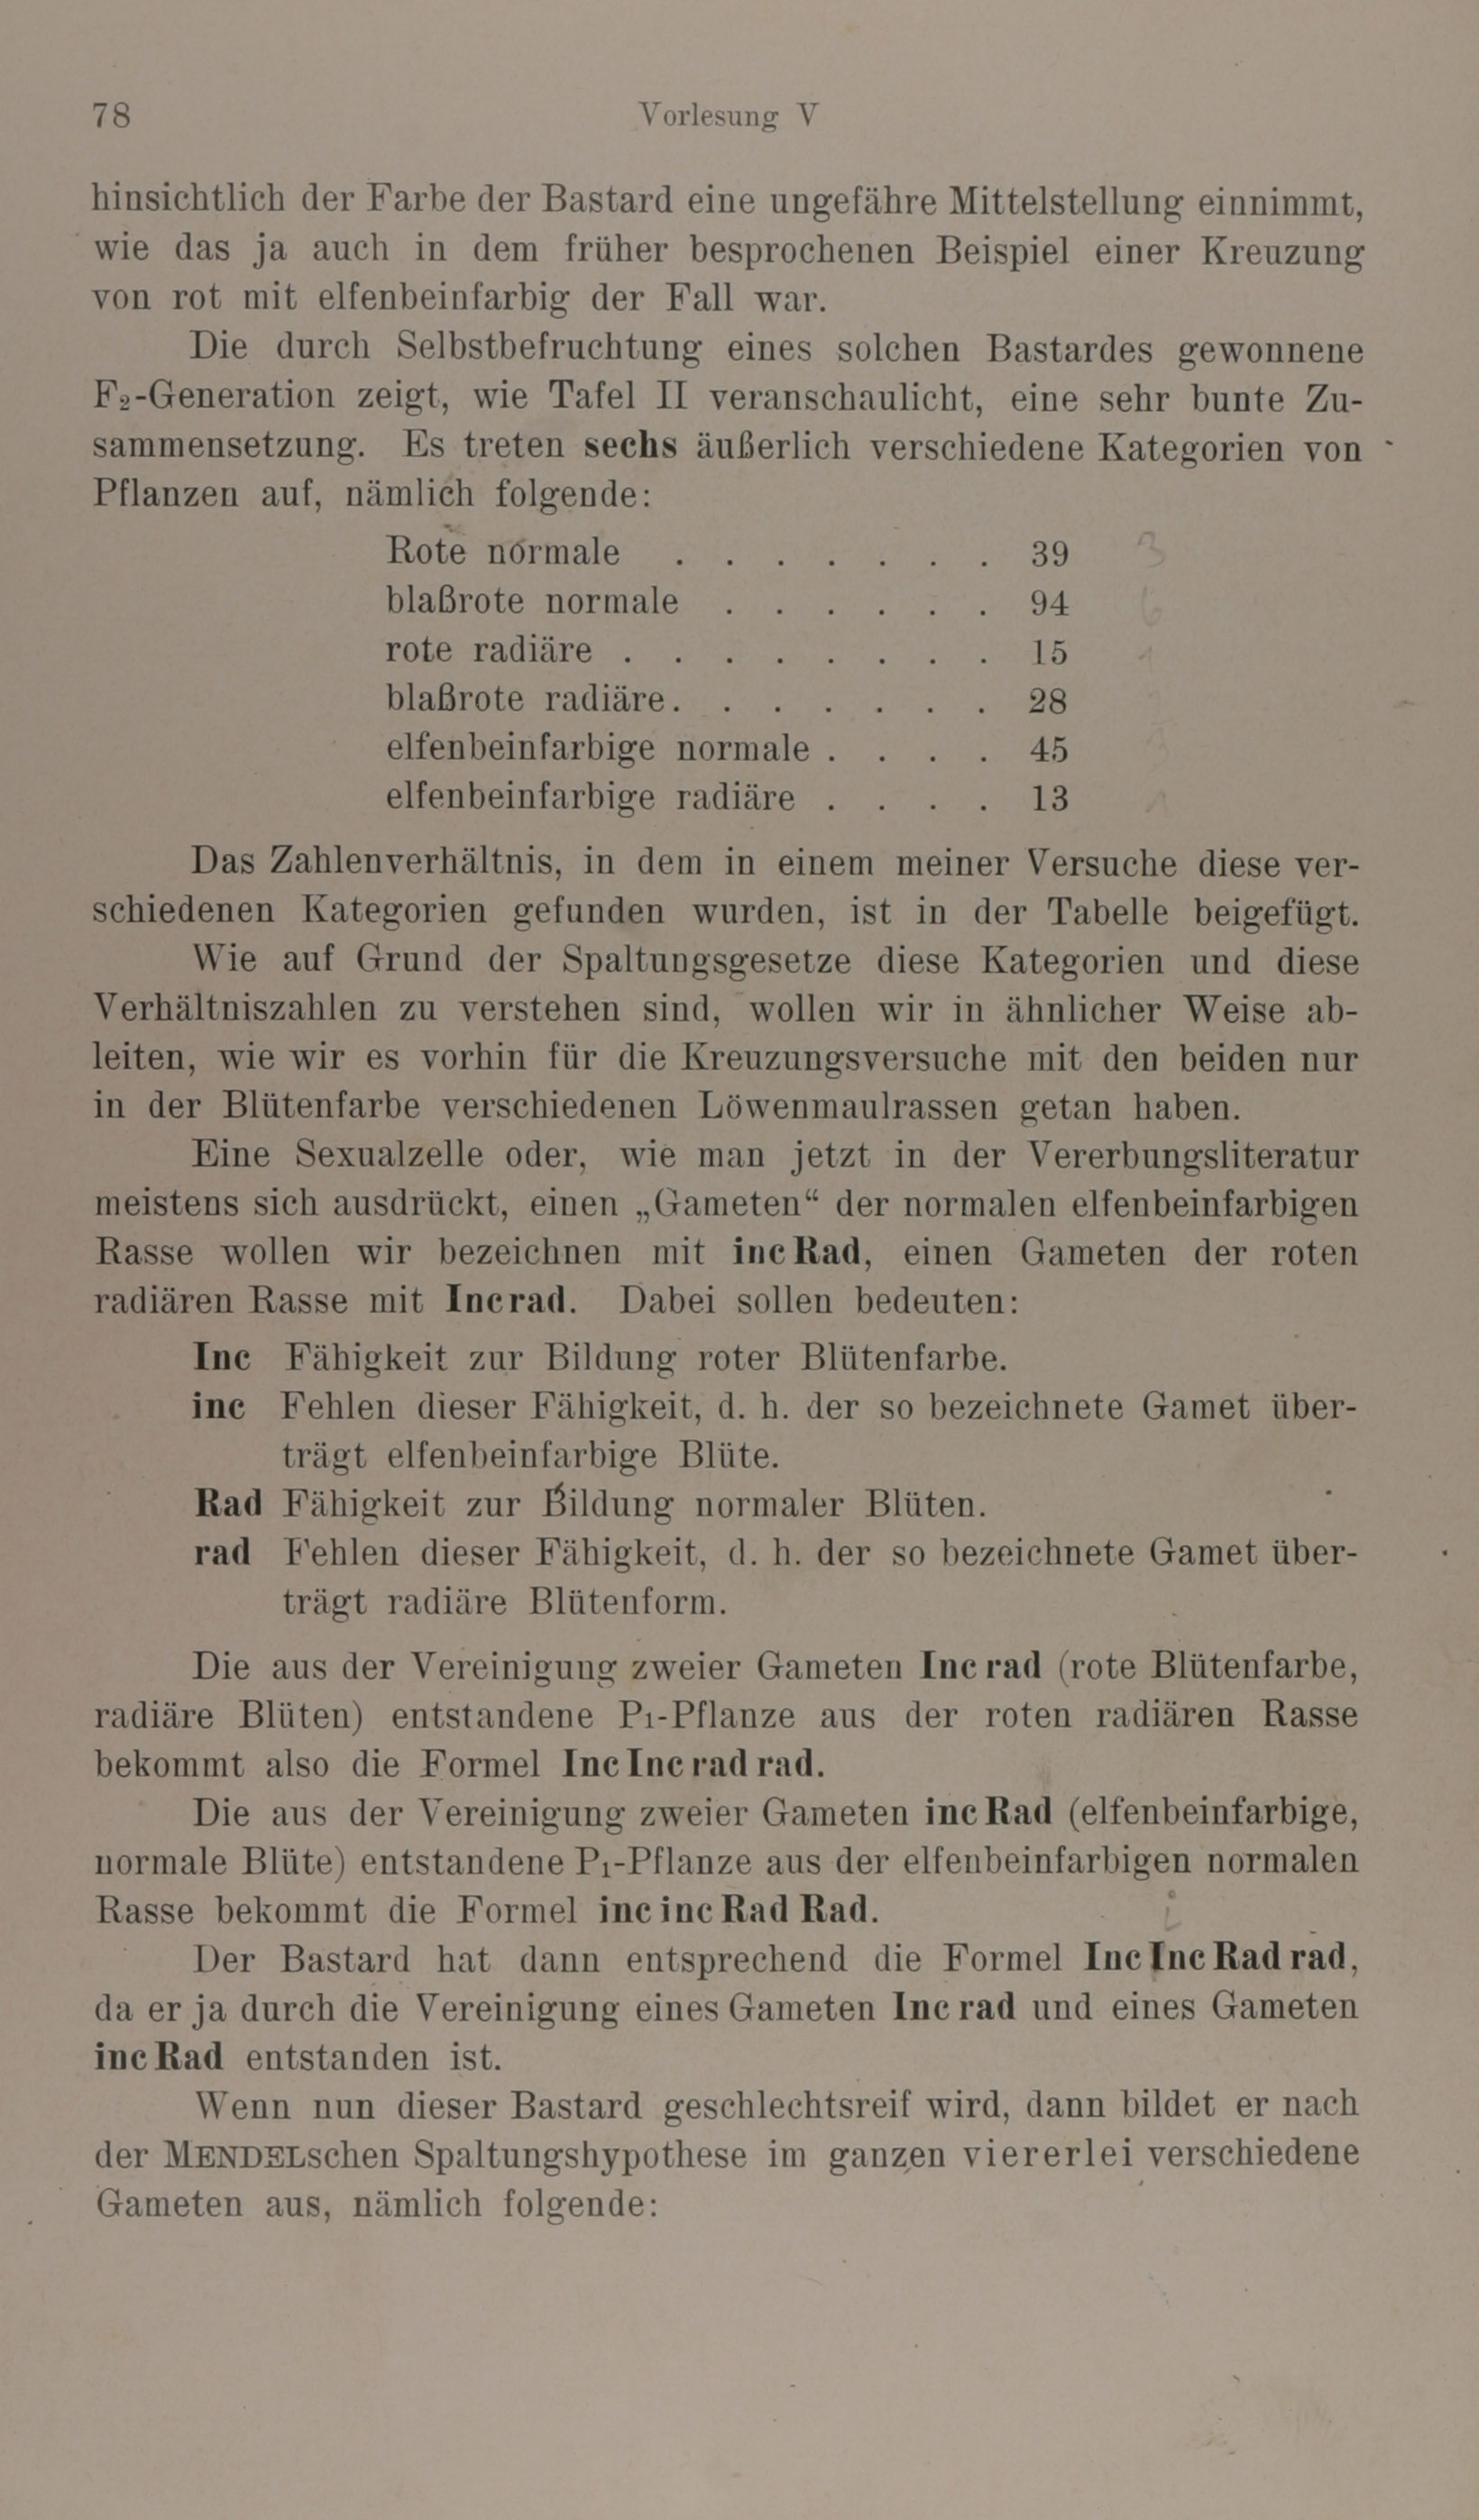 78 Vorlesung V
hinsichtlich der Farbe der Bastard eine ungefähre Mittelstellung einnimmt,
wie das ja auch in dem früher besprochenen Beispiel einer Kreuzung
von rot mit elfenbeinfarbig der Fall war.
Die durch Selbstbefruchtung eines solchen Bastardes gewonnene
F₂-Generation zeigt, wie Tafel II veranschaulicht, eine sehr bunte Zu-
sammensetzung. Es treten sechs äußerlich verschiedene Kategorien von
Pflanzen auf, nämlich folgende:
Rote normale . . . . . . . 39 3
blaßrote normale . . . . . . 94 6
rote radiäre . . . . . . . . 15 1
blaßrote radiäre. . . . . . . 28
elfenbeinfarbige normale . . . . 45
elfenbeinfarbige radiäre . . . . 13 1
Das Zahlenverhältnis, in dem in einem meiner Versuche diese ver-
schiedenen Kategorien gefunden wurden, ist in der Tabelle beigefügt.
Wie auf Grund der Spaltungsgesetze diese Kategorien und diese
Verhältniszahlen zu verstehen sind, wollen wir in ähnlicher Weise ab-
leiten, wie wir es vorhin für die Kreuzungsversuche mit den beiden nur
in der Blütenfarbe verschiedenen Löwenmaulrassen getan haben.
Eine Sexualzelle oder, wie man jetzt in der Vererbungsliteratur
meistens sich ausdrückt, einen „Gameten“ der normalen elfenbeinfarbigen
Rasse wollen wir bezeichnen mit inc Rad, einen Gameten der roten
radiären Rasse mit Inc rad. Dabei sollen bedeuten:
Inc Fähigkeit zur Bildung roter Blütenfarbe.
inc Fehlen dieser Fähigkeit, d. h. der so bezeichnete Gamet über-
trägt elfenbeinfarbige Blüte.
Rad Fähigkeit zur Bildung normaler Blüten.
rad Fehlen dieser Fähigkeit, d. h. der so bezeichnete Gamet über-
trägt radiäre Blütenform.
Die aus der Vereinigung zweier Gameten Inc rad (rote Blütenfarbe,
radiäre Blüten) entstandene P₁-Pflanze aus der roten radiären Rasse
bekommt also die Formel Inc Inc rad rad.
Die aus der Vereinigung zweier Gameten inc Rad (elfenbeinfarbige,
normale Blüte) entstandene P₁-Pflanze aus der elfenbeinfarbigen normalen
Rasse bekommt die Formel inc inc Rad Rad.
i
Der Bastard hat dann entsprechend die Formel Inc Inc Rad rad,
da er ja durch die Vereinigung eines Gameten Inc rad und eines Gameten
inc Rad entstanden ist.
Wenn nun dieser Bastard geschlechtsreif wird, dann bildet er nach
der MENDELschen Spaltungshypothese im ganzen viererlei verschiedene
Gameten aus, nämlich folgende: